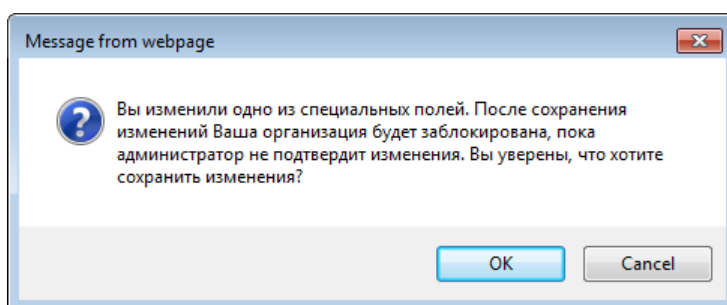 Message from webpage
Вы изменили одно из специальных полей. После сохранения
изменений Ваша организация будет заблокирована, пока
администратор не подтвердит изменения. Вы уверены, что хотите
сохранить изменения?
OK
Cancel